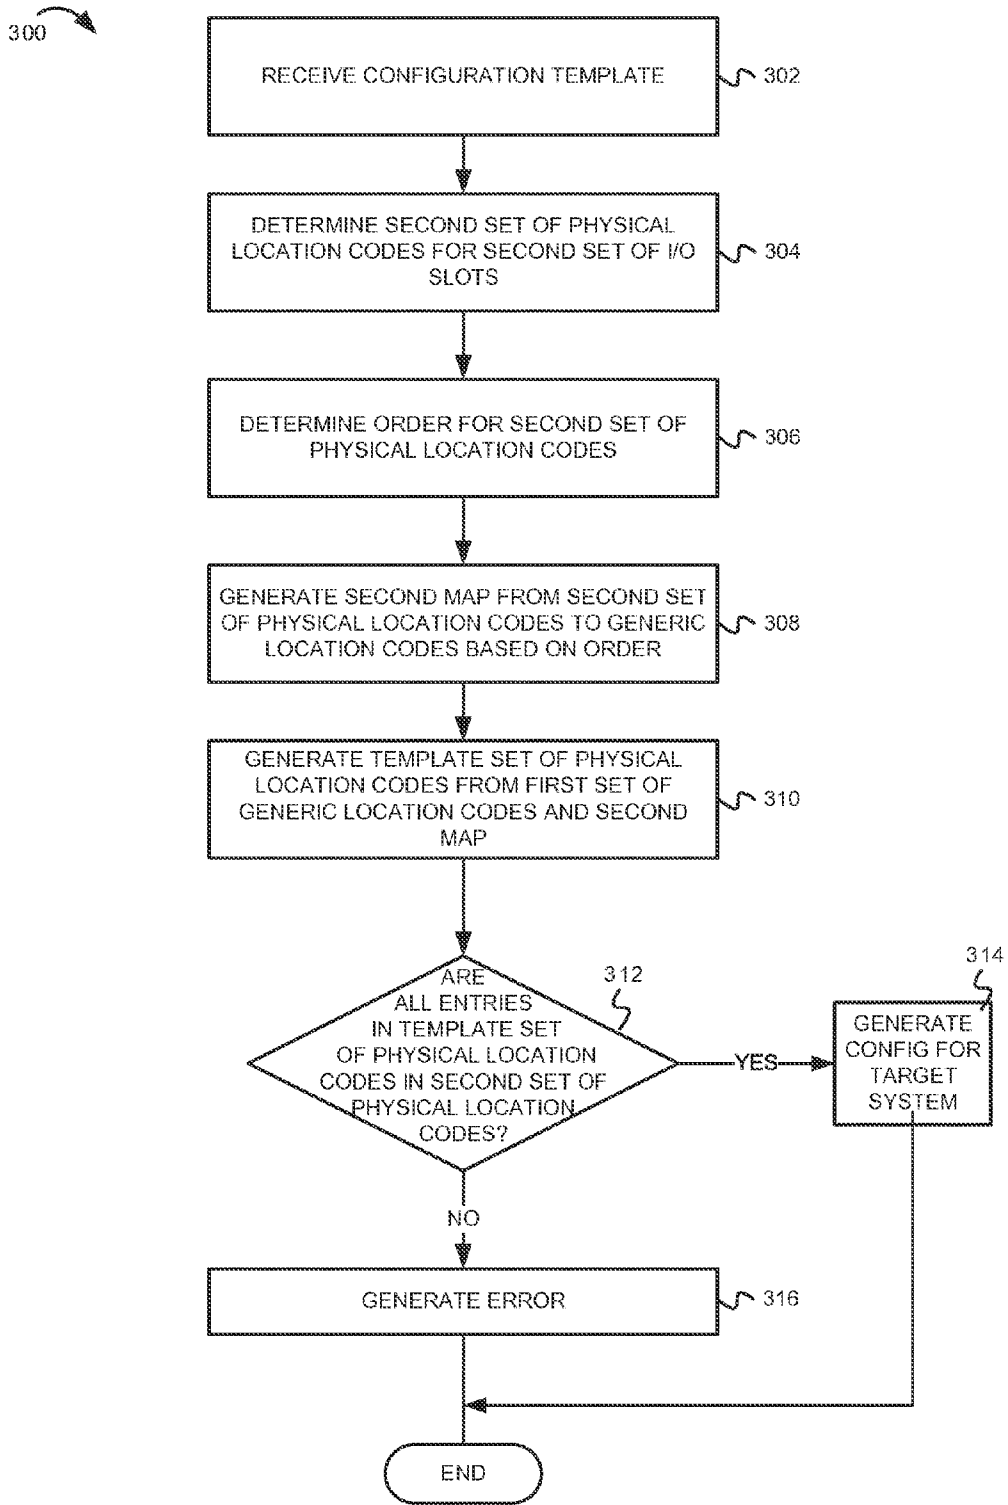 300
RECEIVE CONFIGURATION TEMPLATE
302
DETERMINE SECOND SET OF PHYSICAL
LOCATION CODES FOR SECOND SET OF I/O
SLOTS
304
DETERMINE ORDER FOR SECOND SET OF
PHYSICAL LOCATION CODES
306
GENERATE SECOND MAP FROM SECOND SET
OF PHYSICAL LOCATION CODES TO GENERIC
LOCATION CODES BASED ON ORDER
308
GENERATE TEMPLATE SET OF PHYSICAL
LOCATION CODES FROM FIRST SET OF
GENERIC LOCATION CODES AND SECOND
MAP
310
ARE
ALL ENTRIES
IN TEMPLATE SET
OF PHYSICAL LOCATION
CODES IN SECOND SET OF
PHYSICAL LOCATION
CODES?
312
YES
314
GENERATE
CONFIG FOR
TARGET
SYSTEM
NO
GENERATE ERROR
316
END